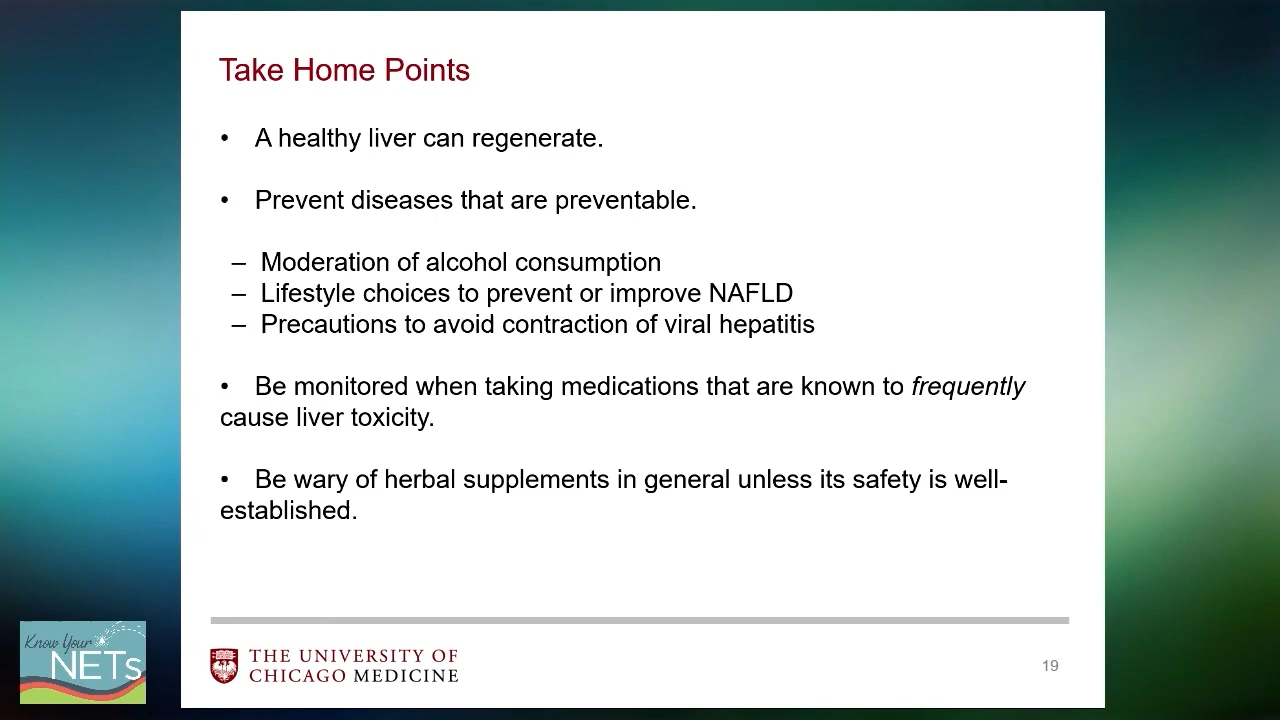 Take Home Points
• A healthy liver can regenerate.
• Prevent diseases that are preventable.
– Moderation of alcohol consumption
– Lifestyle choices to prevent or improve NAFLD
– Precautions to avoid contraction of viral hepatitis
• Be monitored when taking medications that are known to frequently
cause liver toxicity.
• Be wary of herbal supplements in general unless its safety is well-
established.
Know Your
NETs
THE UNIVERSITY OF
CHICAGO MEDICINE
19